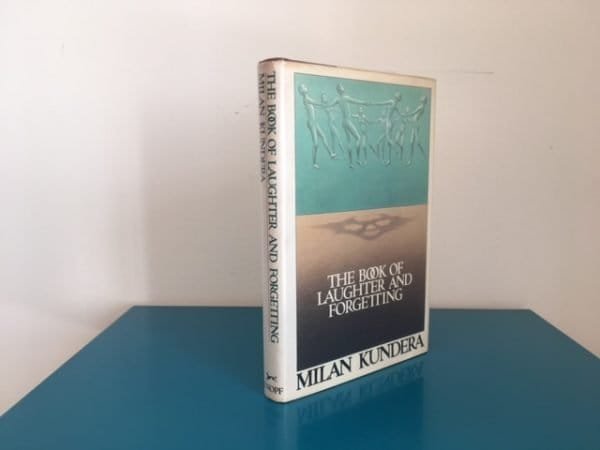 THE BOOK OF LAUGHTER AND FORGETTING
MILAN KUNDERA
THE BOOK OF
LAUGHTER AND
FORGETTING
MILAN KUNDERA